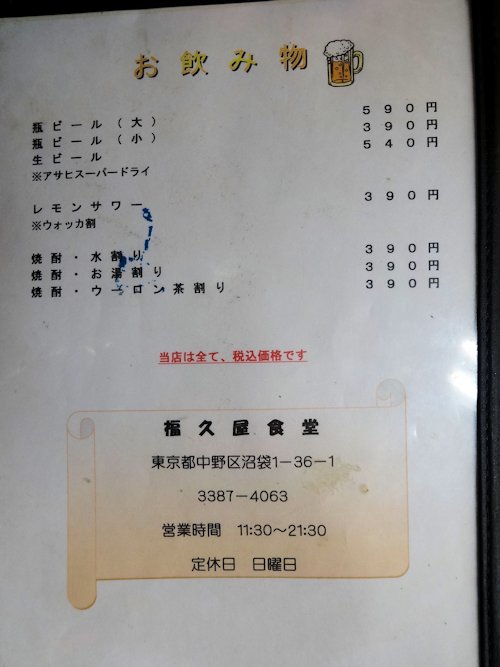 お飲み物
瓶ビール(大) 590円
瓶ビール(小) 390円
生ビール 540円
※アサヒスーパードライ
レモンサワー 390円
※ウォッカ割
焼酎・水割り 390円
焼酎・お湯割り 390円
焼酎・ウーロン茶割り 390円
当店は全て、税込価格です
福久屋食堂
東京都中野区沼袋1-36-1
3387-4063
営業時間 11:30~21:30
定休日 日曜日